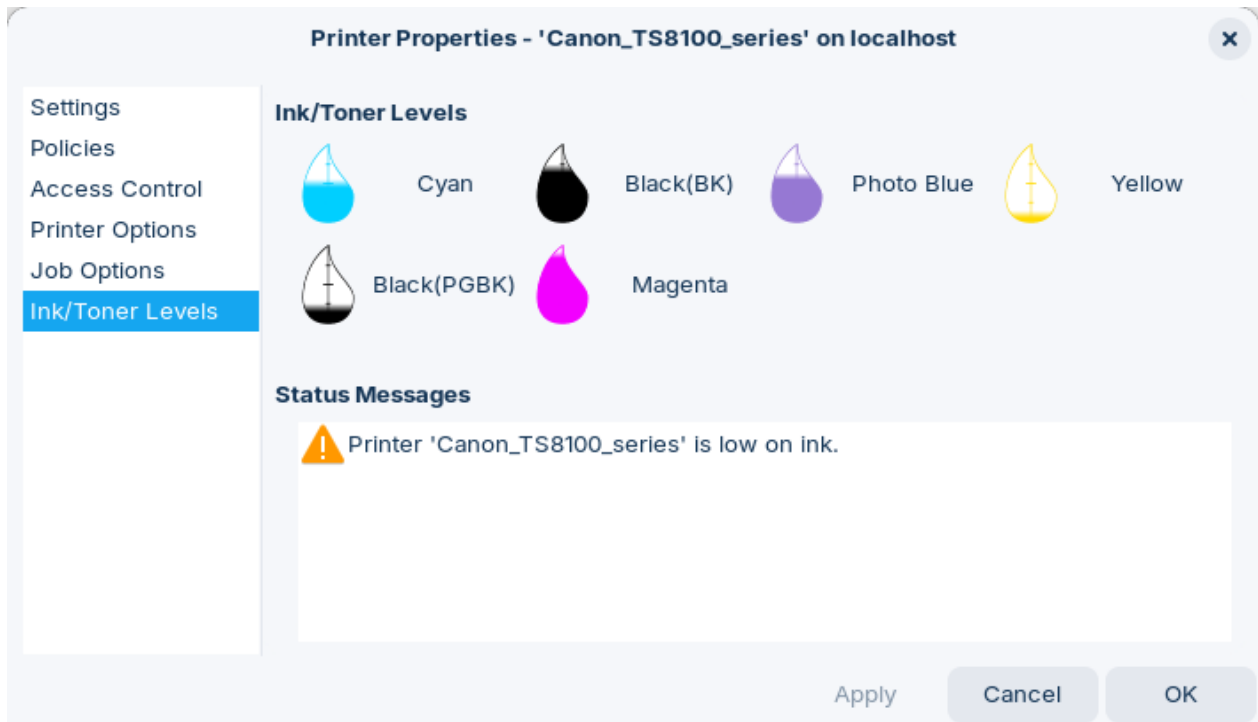 Printer Properties - 'Canon_TS8100_series' on localhost
Settings
Policies
Access Control
Printer Options
Job Options
Ink/Toner Levels
Ink/Toner Levels
Cyan
Black(BK)
Photo Blue
Yellow
Black(PGBK)
Magenta
Status Messages
Printer 'Canon_TS8100_series' is low on ink.
Apply
Cancel
OK